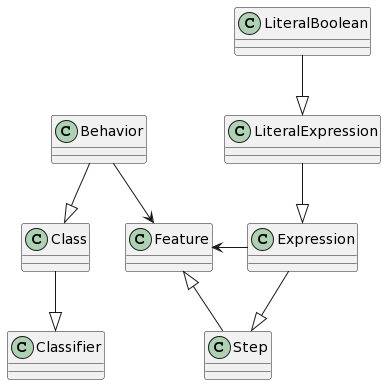 C LiteralBoolean
C Behavior
C LiteralExpression
C Class
C Feature
C Expression
C Classifier
C Step